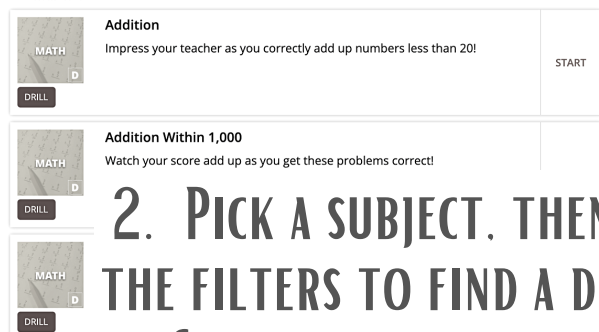 Addition
MATH
Impress your teacher as you correctly add up numbers less than 20!
START
D
DRILL
Addition Within 1,000
MATH
Watch your score add up as you get these problems correct!
D
DRILL
2. PICK A SUBJECT, THEN
MATH
THE FILTERS TO FIND A D
D
DRILL